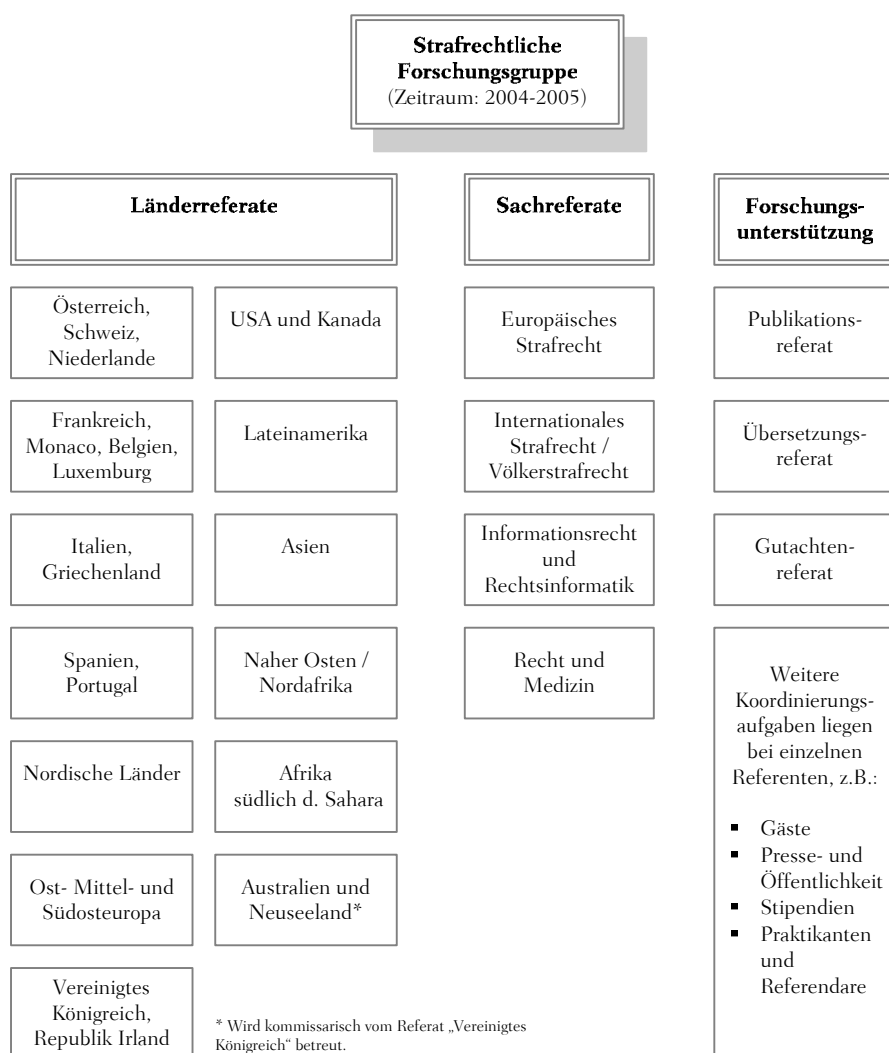 Strafrechtliche
Forschungsgruppe
(Zeitraum: 2004-2005)
Länderreferate
Österreich,
Schweiz,
Niederlande
Frankreich,
Monaco, Belgien,
Luxemburg
Italien,
Griechenland
Spanien,
Portugal
Nordische Länder
Ost- Mittel- und
Südosteuropa
Vereinigtes
Königreich,
Republik Irland
USA und Kanada
Lateinamerika
Asien
Naher Osten /
Nordafrika
Afrika
südlich d. Sahara
Australien und
Neuseeland*
* Wird kommissarisch vom Referat „Vereinigtes
Königreich“ betreut.
Sachreferate
Europäisches
Strafrecht
Internationales
Strafrecht /
Völkerstrafrecht
Informationsrecht
und
Rechtsinformatik
Recht und
Medizin
Forschungs-
unterstützung
Publikations-
referat
Übersetzungs-
referat
Gutachten-
referat
Weitere
Koordinierungs-
aufgaben liegen
bei einzelnen
Referenten, z.B.:
▪ Gäste
▪ Presse- und
Öffentlichkeit
▪ Stipendien
▪ Praktikanten
und
Referendare